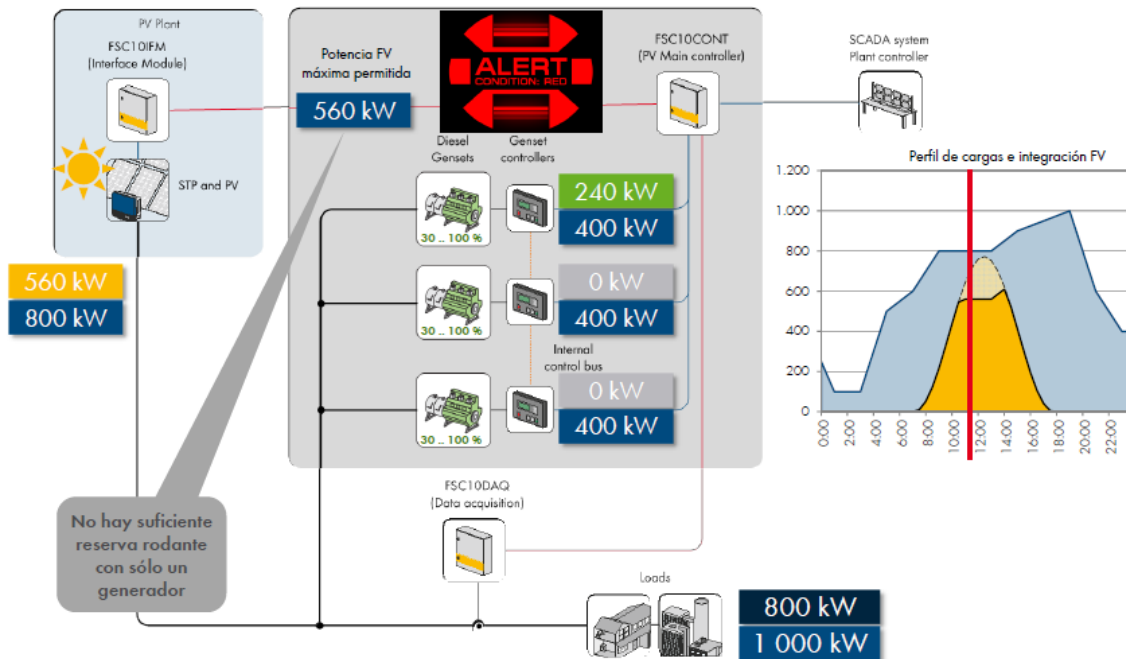 PV Plant
FSC10IFM
(Interface Module)
STP and PV
560 kW
800 kW
Potencia FV
máxima permitida
560 kW
ALERT
CONDITION: RED
FSC10CONT
(PV Main controller)
SCADA system
Plant controller
Diesel
Gensets
Genset
controllers
30 .. 100 %
240 kW
400 kW
30 .. 100 %
0 kW
400 kW
Internal
control bus
30 .. 100 %
0 kW
400 kW
Perfil de cargas e integración FV
1.200
1.000
800
600
400
200
0
0:00
2:00
4:00
6:00
8:00
10:00
12:00
14:00
16:00
18:00
20:00
22:00
No hay suficiente
reserva rodante
con sólo un
generador
FSC10DAQ
(Data acquisition)
Loads
800 kW
1 000 kW